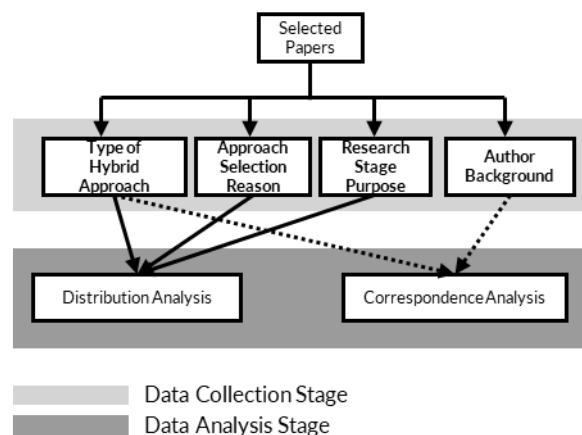 Selected
Papers
Type of
Hybrid
Approach
Approach
Selection
Reason
Research
Stage
Purpose
Author
Background
Distribution Analysis
Correspondence Analysis
Data Collection Stage
Data Analysis Stage